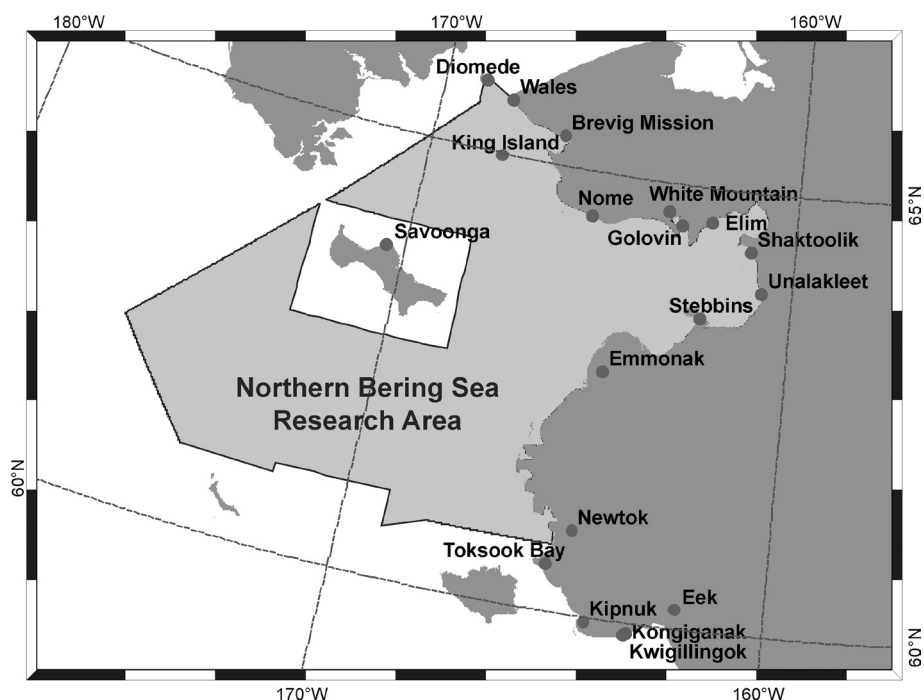 180°W
170°W
160°W
Diomede
Wales
Brevig Mission
King Island
Nome
White Mountain
65°N
Golovin
Elim
Savoonga
Shaktoolik
Unalakleet
Stebbins
Emmonak
Northern Bering Sea
Research Area
60°N
Newtok
Toksook Bay
Eek
Kipnuk
Kongiganak
Kwigillingok
60°N
170°W
160°W